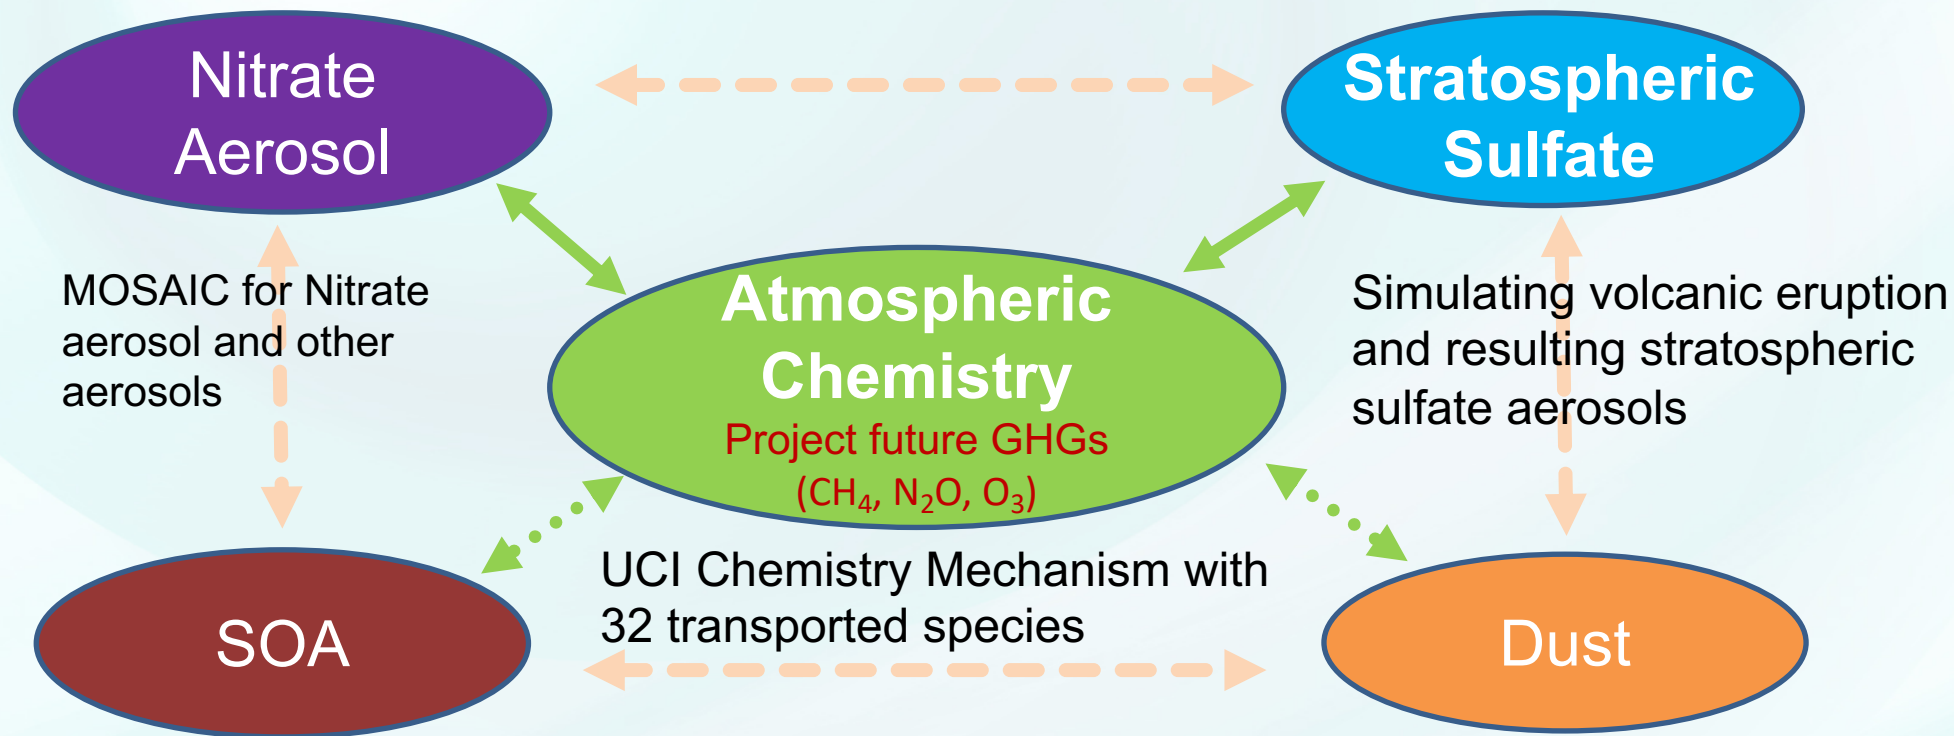 Nitrate
Aerosol
Stratospheric
Sulfate
MOSAIC for Nitrate
aerosol and other
aerosols
Atmospheric
Chemistry
Project future GHGs
(CH₄, N₂O, O₃)
Simulating volcanic eruption
and resulting stratospheric
sulfate aerosols
UCI Chemistry Mechanism with
32 transported species
SOA
Dust